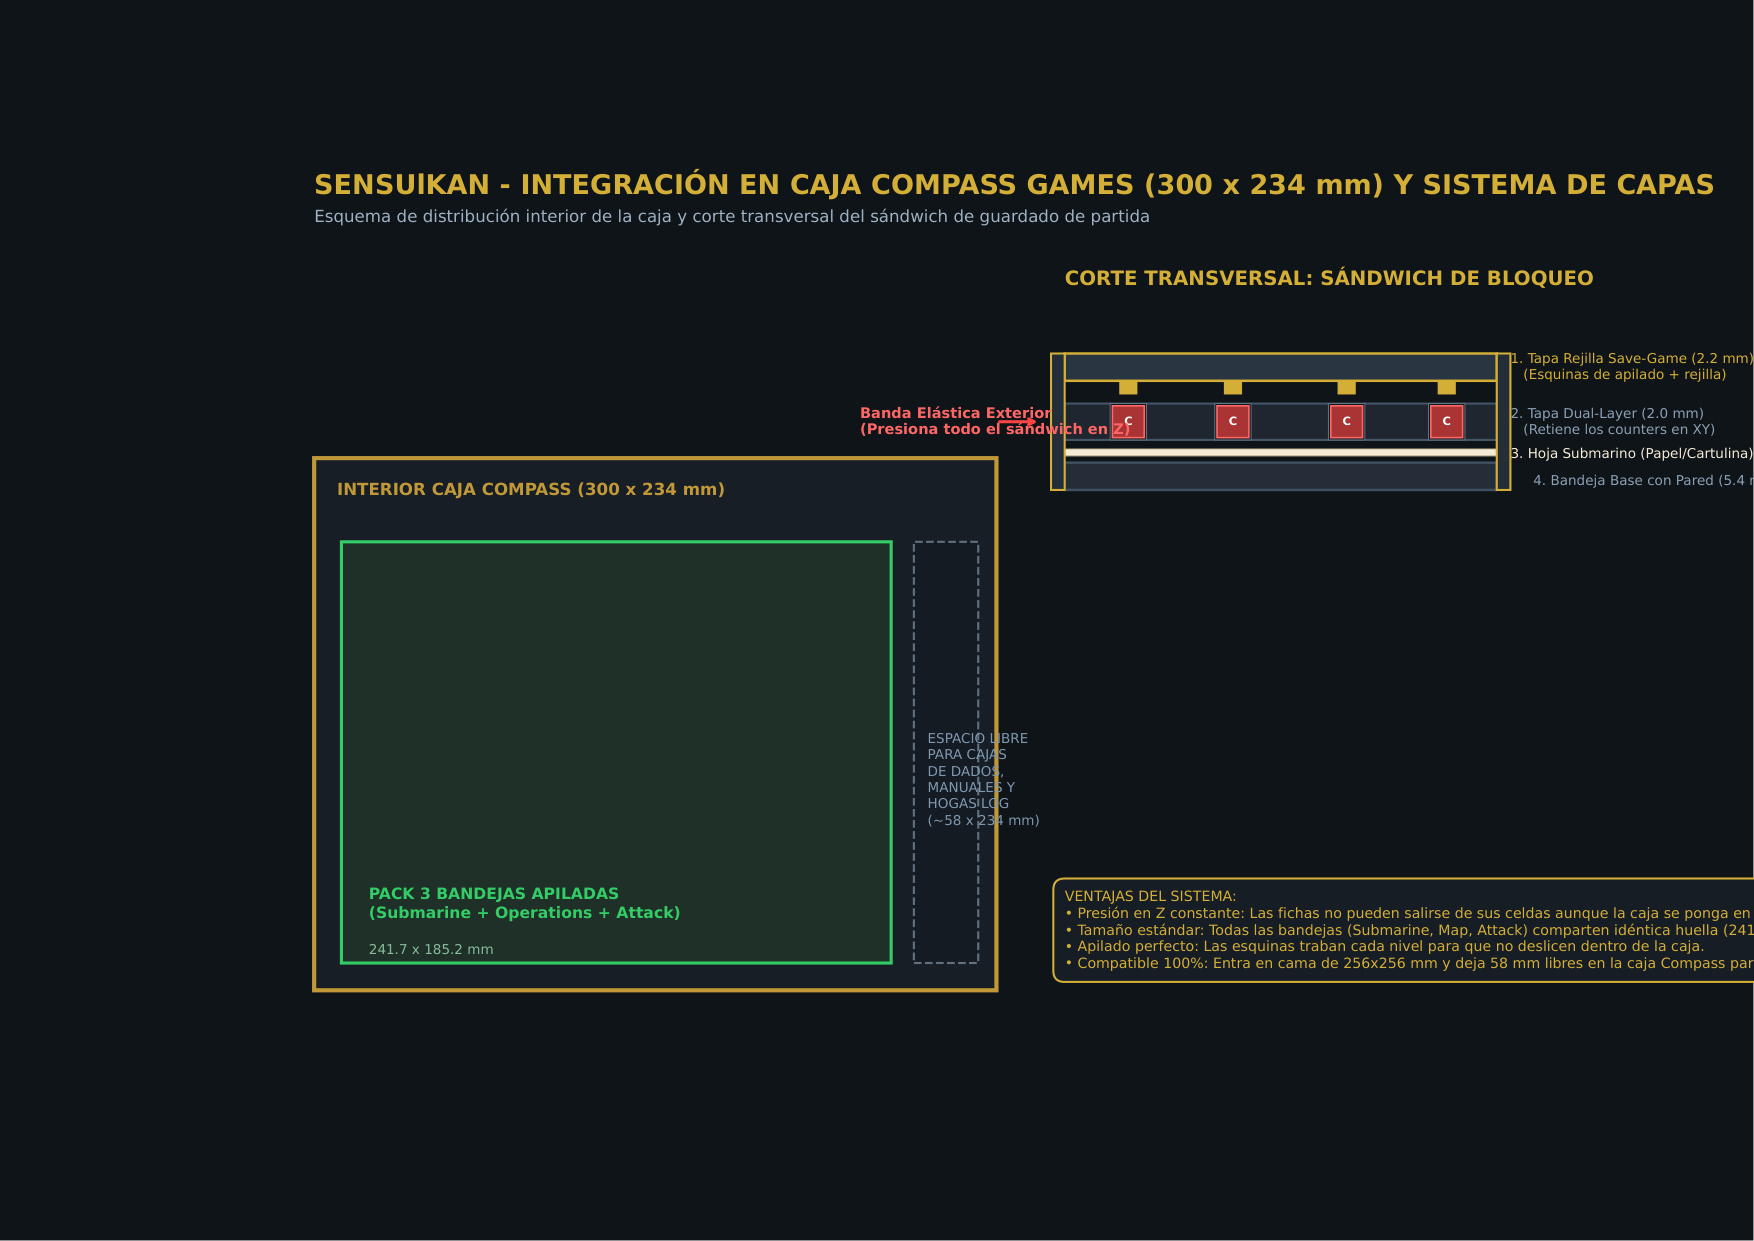 SENSUlKAN - INTEGRACIÓN EN CAJA COMPASS GAMES (300 x 234 mm) Y SISTEMA DE CAPAS
Esquema de distribución interior de la caja y corte transversal del sándwich de guardado de partida
CORTE TRANSVERSAL: SÁNDWICH DE BLOQUEO
1. Tapa Rejilla Save-Game (2.2 mm)
(Esquinas de apilado + rejilla)
Banda Elástica Exterior
(Presiona todo el sándwich en Z)
C C C C
2. Tapa Dual-Layer (2.0 mm)
(Retiene los counters en XY)
3. Hoja Submarino (Papel/Cartulina)
4. Bandeja Base con Pared (5.4
INTERIOR CAJA COMPASS (300 x 234 mm)
ESPACIO LIBRE
PARA CAJAS
DE DADOS,
MANUALES Y
HOGAS LCG
(~58 x 234 mm)
PACK 3 BANDEJAS APILADAS
(Submarine + Operations + Attack)
241.7 x 185.2 mm
VENTAJAS DEL SISTEMA:
• Presión en Z constante: Las fichas no pueden salirse de sus celdas aunque la caja se ponga en
• Tamaño estándar: Todas las bandejas (Submarine, Map, Attack) comparten idéntica huella (241
• Apilado perfecto: Las esquinas traban cada nivel para que no deslicen dentro de la caja.
• Compatible 100%: Entra en cama de 256x256 mm y deja 58 mm libres en la caja Compass par